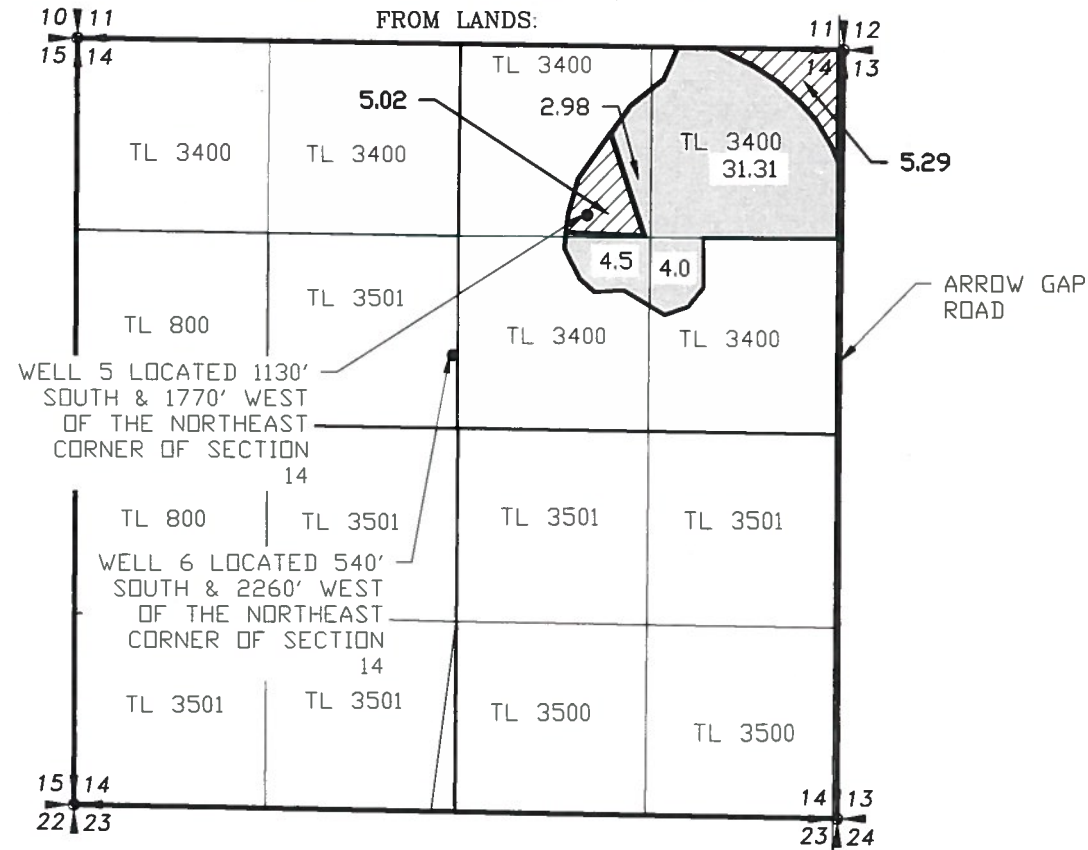 FROM LANDS:
10 11
15 14
11 12
14 13
TL 3400
5.02
2.98
TL 3400
TL 3400
TL 3400
31.31
5.29
4.5
4.0
TL 3501
TL 800
TL 3400
TL 3400
ARROW GAP
ROAD
WELL 5 LOCATED 1130'
SOUTH & 1770' WEST
OF THE NORTHEAST
CORNER OF SECTION
14
TL 800
TL 3501
TL 3501
TL 3501
WELL 6 LOCATED 540'
SOUTH & 2260' WEST
OF THE NORTHEAST
CORNER OF SECTION
14
TL 3501
TL 3501
TL 3500
TL 3500
15 14
22 23
14 13
23 24